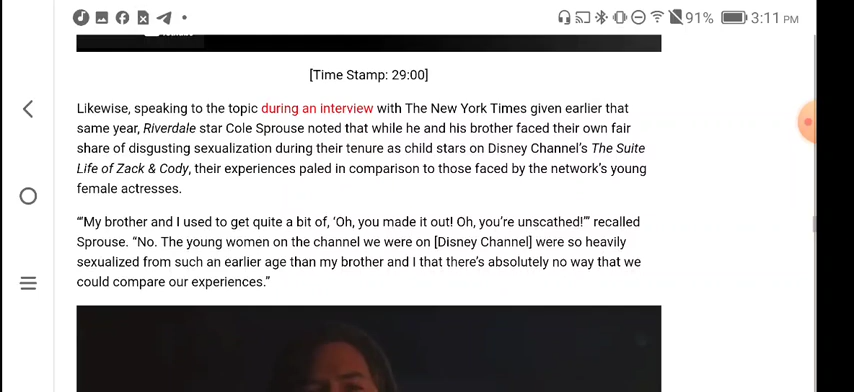 91% 3:11 PM
[Time Stamp: 29:00]
Likewise, speaking to the topic during an interview with The New York Times given earlier that
same year, Riverdale star Cole Sprouse noted that while he and his brother faced their own fair
share of disgusting sexualization during their tenure as child stars on Disney Channel’s The Suite
Life of Zack & Cody, their experiences paled in comparison to those faced by the network’s young
female actresses.
“‘My brother and I used to get quite a bit of, ‘Oh, you made it out! Oh, you’re unscathed!’” recalled
Sprouse. “No. The young women on the channel we were on [Disney Channel] were so heavily
sexualized from such an earlier age than my brother and I that there’s absolutely no way that we
could compare our experiences.”